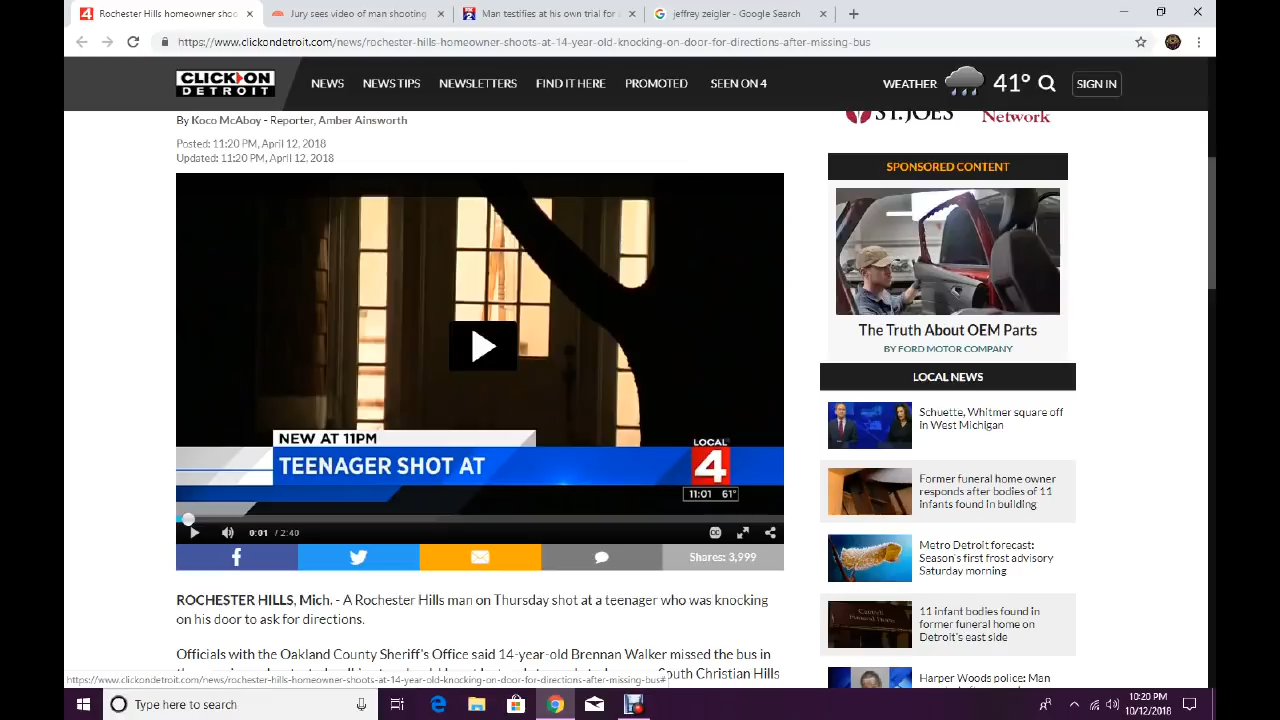 Rochester Hills homeowner shoo
Jury sees video of man shooting
Man testifies at his own trial for s
jeffrey zeigler - Google Search
https://www.clickondetroit.com/news/rochester-hills-homeowner-shoots-at-14-year-old-knocking-on-door-for-directions-after-missing-bus
CLICK ON
DETROIT
NEWS
NEWS TIPS
NEWSLETTERS
FIND IT HERE
PROMOTED
SEEN ON 4
WEATHER
41°
SIGN IN
By Koco McAboy - Reporter, Amber Ainsworth
Posted: 11:20 PM, April 12, 2018
Updated: 11:20 PM, April 12, 2018
NEW AT 11PM
TEENAGER SHOT AT
LOCAL
4
11:01 61°
0:01 / 2:40
Shares: 3,999
ROCHESTER HILLS, Mich. - A Rochester Hills man on Thursday shot at a teenager who was knocking
on his door to ask for directions.
Officials with the Oakland County Sheriff's Office said 14-year-old Brennan Walker missed the bus in
South Christian Hills
ST. JOES
Network
SPONSORED CONTENT
The Truth About OEM Parts
BY FORD MOTOR COMPANY
LOCAL NEWS
Schuette, Whitmer square off
in West Michigan
Former funeral home owner
responds after bodies of 11
infants found in building
Metro Detroit forecast:
Season's first frost advisory
Saturday morning
11 infant bodies found in
former funeral home on
Detroit's east side
Harper Woods police: Man
https://www.clickondetroit.com/news/rochester-hills-homeowner-shoots-at-14-year-old-knocking-on-door-for-directions-after-missing-bus#
Type here to search
10:20 PM
10/12/2018